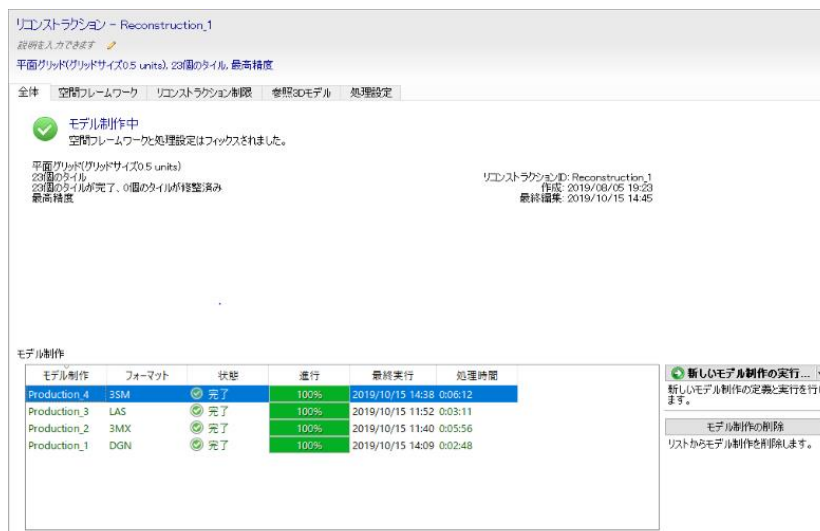 リコンストラクション - Reconstruction_1
説明を入力できます
平面グリッド(グリッドサイズ0.5 units), 23個のタイル, 最高精度
全体 空間フレームワーク リコンストラクション制限 参照3Dモデル 処理設定
モデル制作中
空間フレームワークと処理設定はフィックスされました。
平面グリッド(グリッドサイズ0.5 units)
23個のタイル
23個のタイルが完了、0個のタイルが修整済み
最高精度
リコンストラクションID: Reconstruction_1
作成: 2019/08/05 19:23
最終編集: 2019/10/15 14:45
モデル制作
モデル制作 フォーマット 状態 進行 最終実行 処理時間
Production_4 3SM 完了 100% 2019/10/15 14:38 0:06:12
Production_3 LAS 完了 100% 2019/10/15 11:52 0:03:11
Production_2 3MX 完了 100% 2019/10/15 11:40 0:05:56
Production_1 DGN 完了 100% 2019/10/15 14:09 0:02:48
新しいモデル制作の実行...
新しいモデル制作の定義と実行を行い
ます。
モデル制作の削除
リストからモデル制作を削除します。